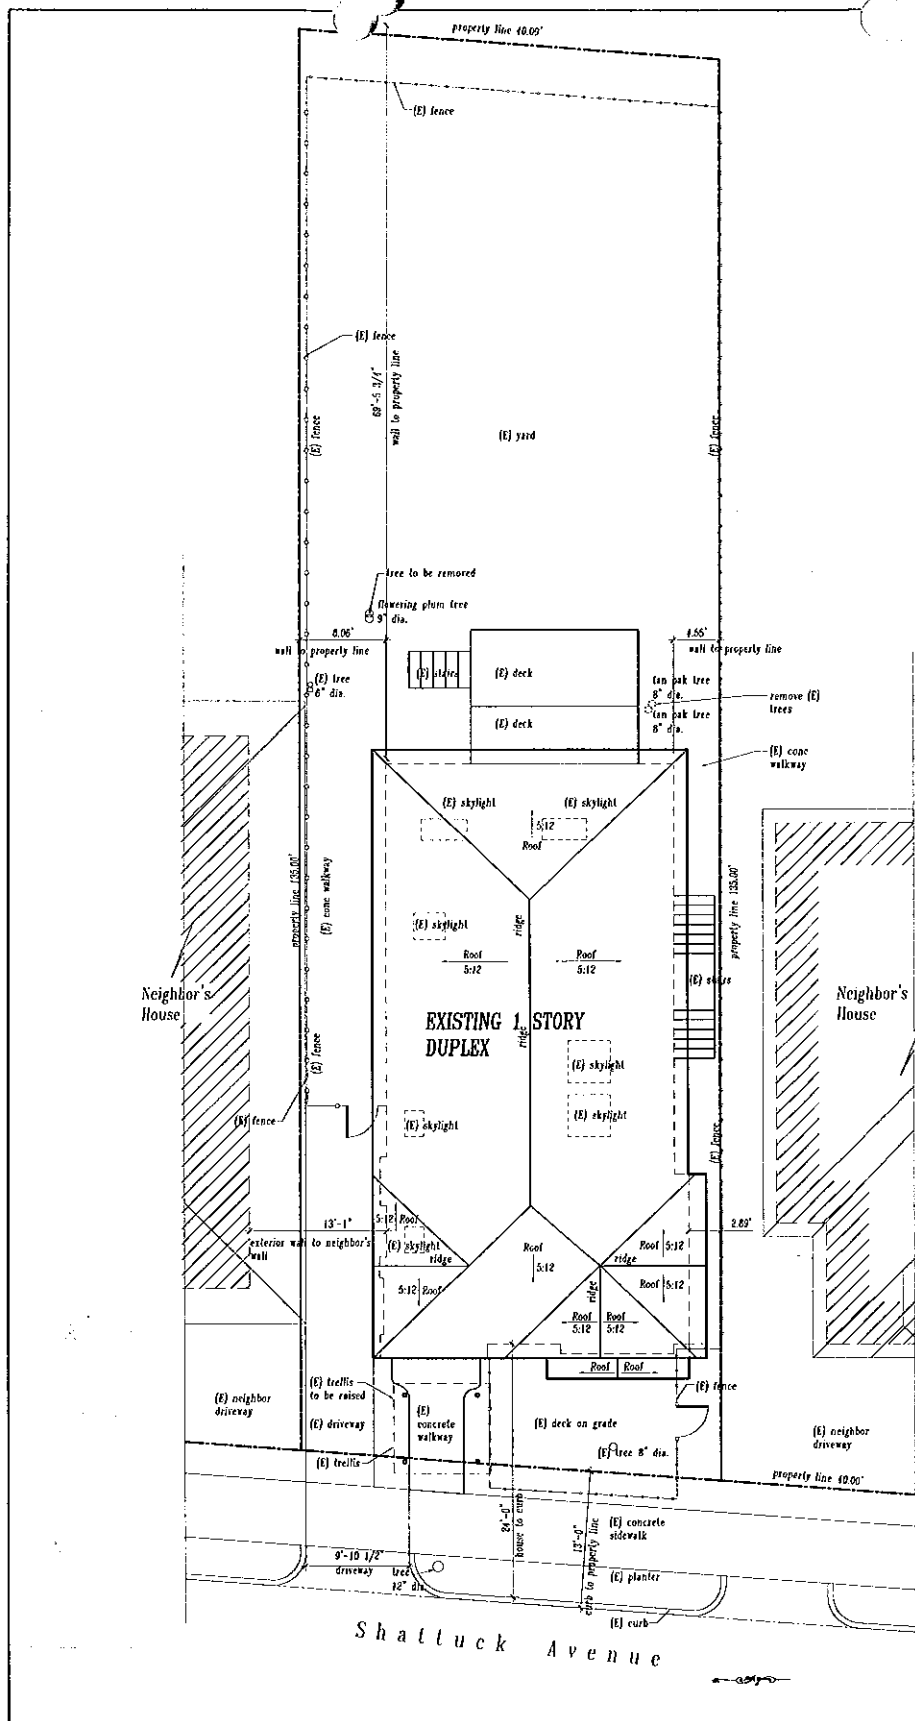 property line 40.09'
(E) fence
(E) fence
69'-5 3/4"
wall to property line
(E) fence
(E) yard
(E) fence
tree to be removed
flowering plum tree
9" dia.
8.06'
wall to property line
4.55'
wall to property line
(E) tree
6" dia.
(E) stairs
(E) deck
(E) deck
tan oak tree
8" dia.
tan oak tree
8" dia.
remove (E)
trees
(E) conc
walkway
(E) skylight
(E) skylight
5:12
Roof
property line 135.00'
(E) conc walkway
property line 135.00'
(E) skylight
ridge
Roof
5:12
Roof
5:12
(E) stairs
Neighbor's
House
Neighbor's
House
EXISTING 1 STORY
DUPLEX
ridge
(E) skylight
(E) fence
(E) skylight
(E) skylight
(E) fence
(E) fence
13'-1"
exterior wall to neighbor's
wall
5:12 Roof
(E) skylight
ridge
Roof
5:12
ridge
Roof 5:12
2.89'
5:12 Roof
ridge
Roof 5:12
Roof
5:12
Roof
5:12
Roof Roof
(E) trellis
to be raised
(E) fence
(E) neighbor
driveway
(E) driveway
(E)
concrete
walkway
(E) deck on grade
(E) neighbor
driveway
(E) trellis
(E) tree 8" dia.
property line 40.00'
24'-0"
house to curb
13'-0"
curb to property line
(E) concrete
sidewalk
9'-10 1/2"
driveway
tree
12" dia.
(E) planter
(E) curb
Shattuck Avenue